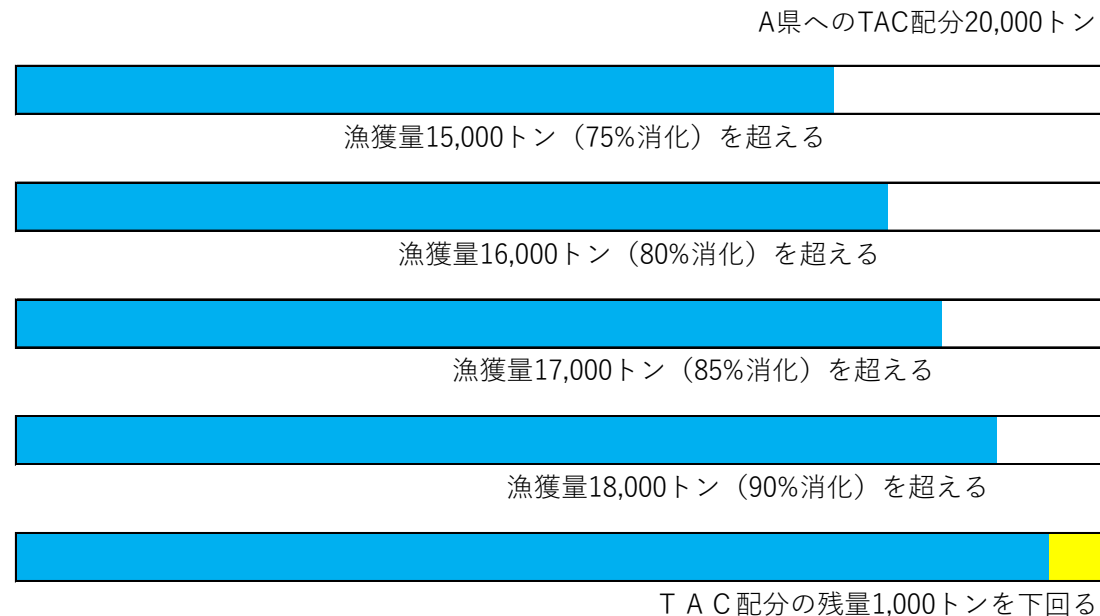 A県へのTAC配分20,000トン
漁獲量15,000トン（75%消化）を超える
漁獲量16,000トン（80%消化）を超える
漁獲量17,000トン（85%消化）を超える
漁獲量18,000トン（90%消化）を超える
ＴＡＣ配分の残量1,000トンを下回る